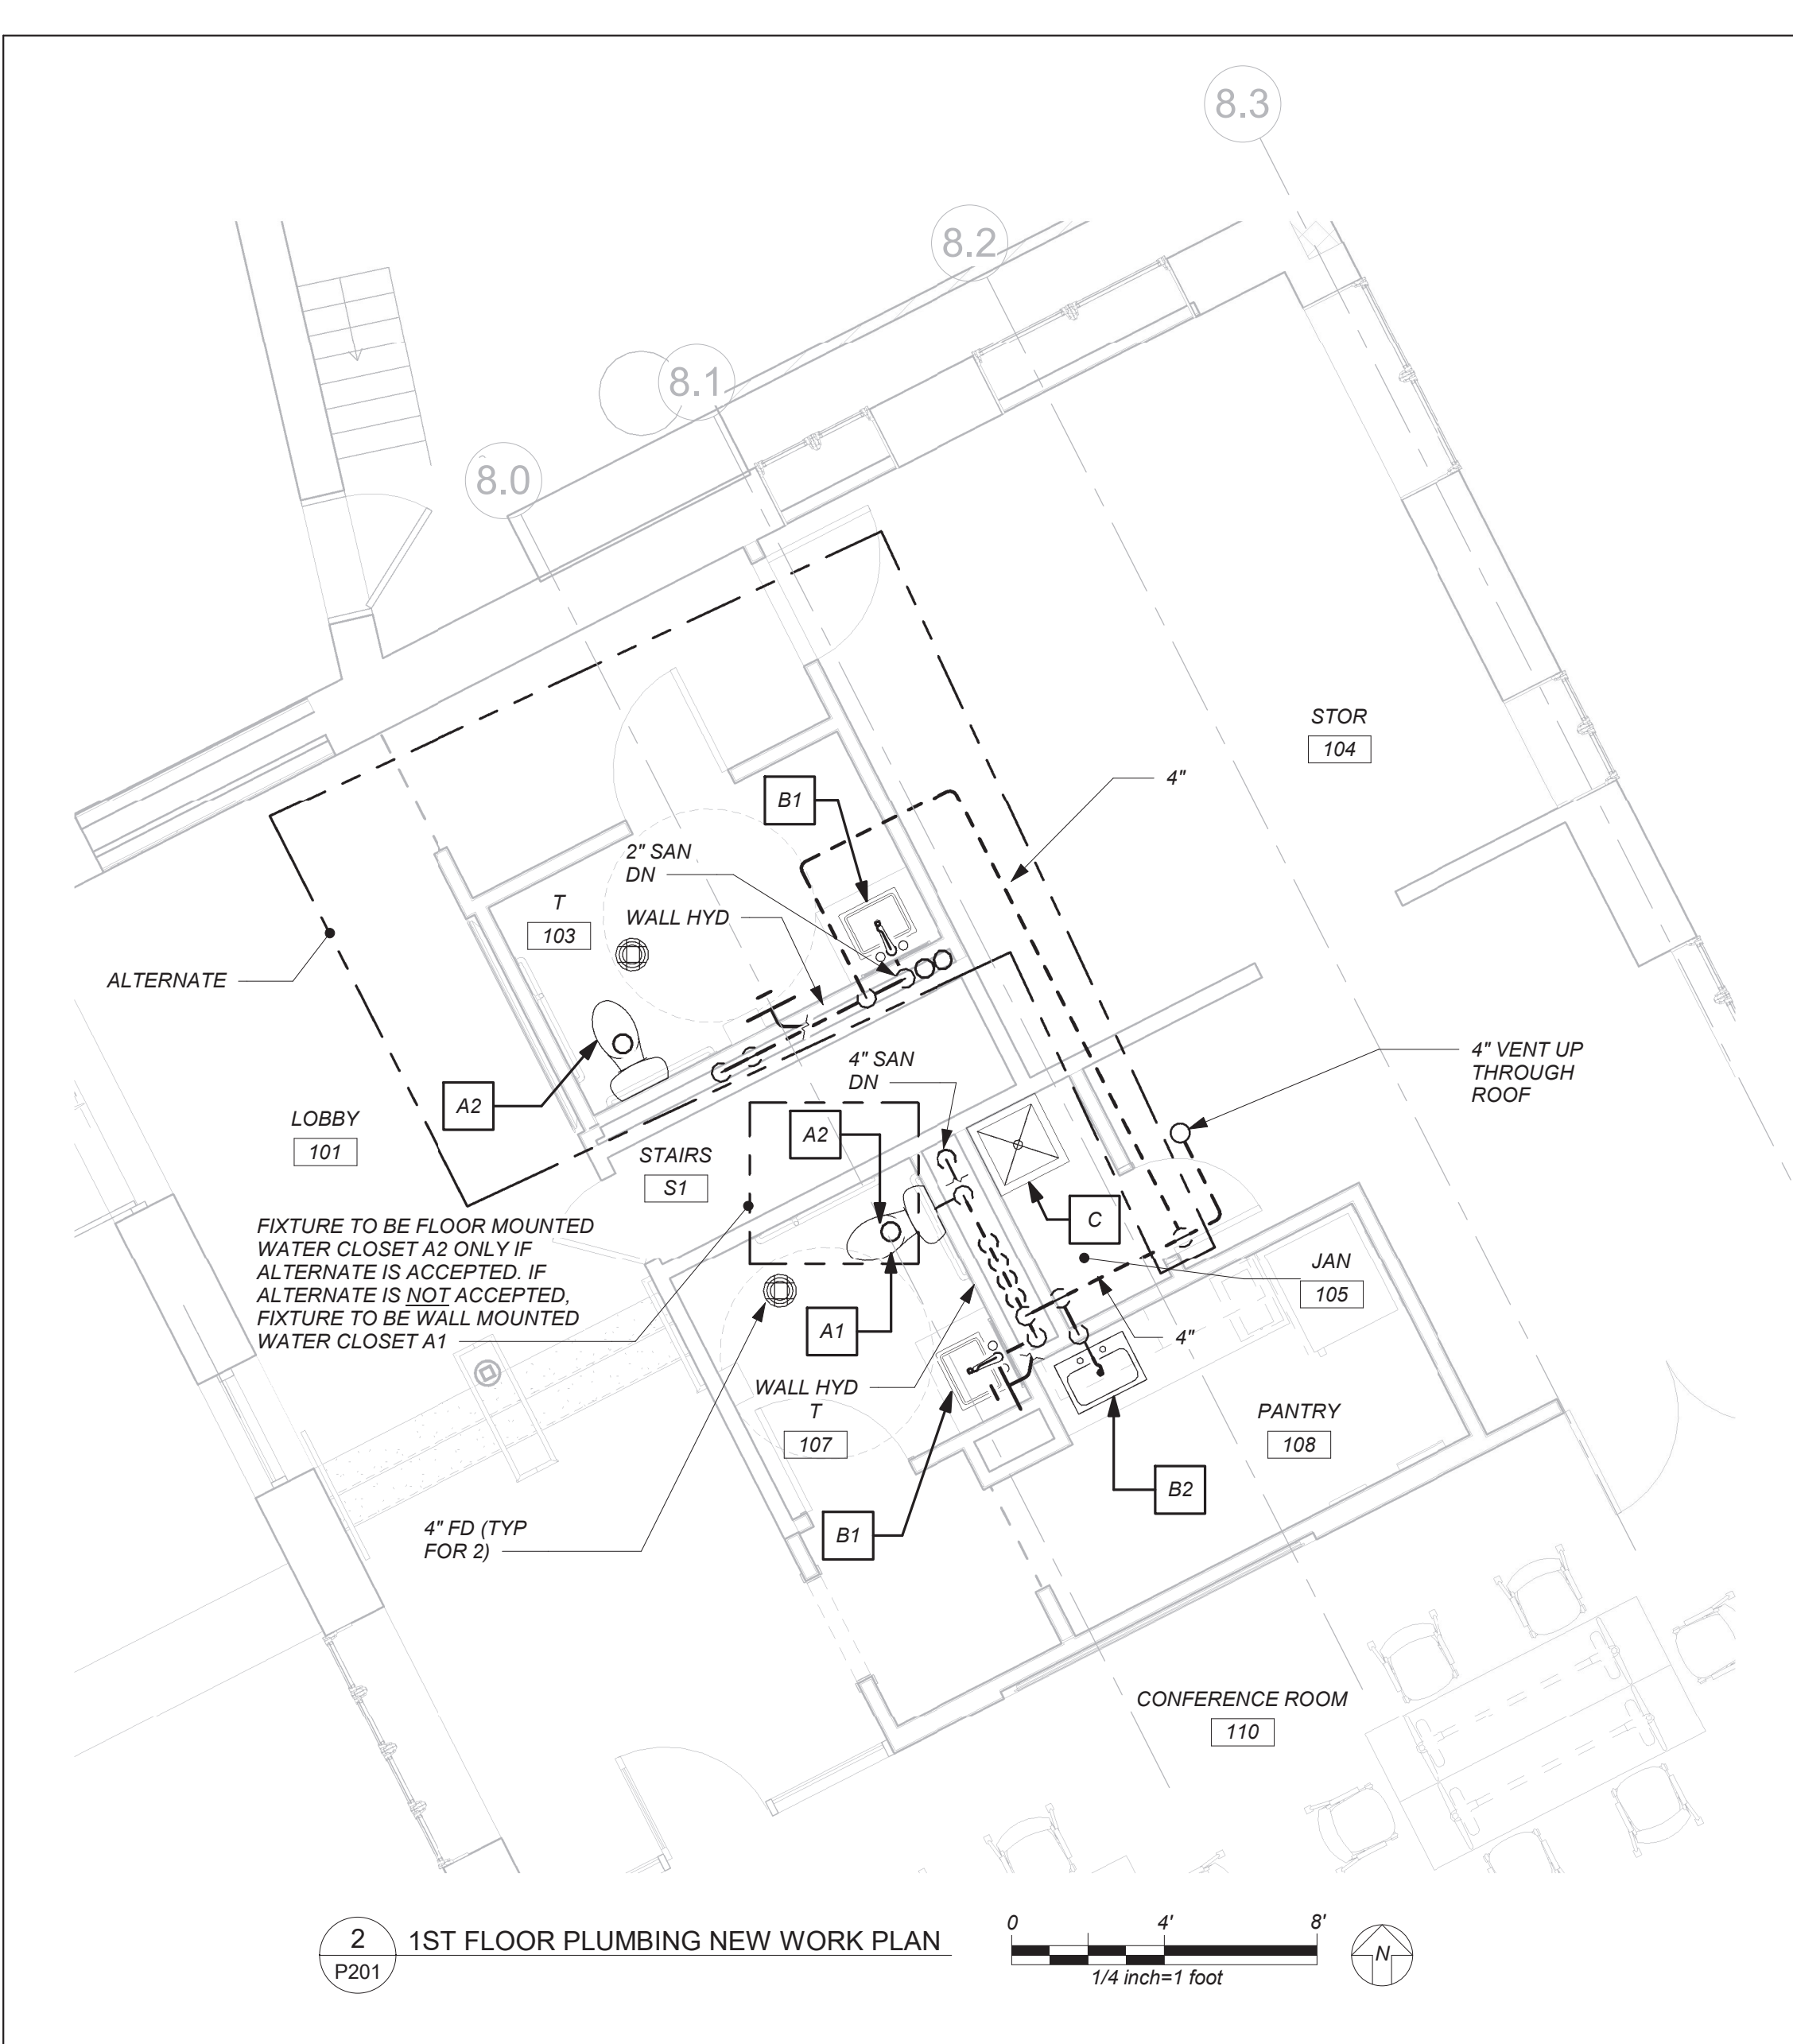 8.3
8.2
8.1
8.0
STOR
104
4"
B1
2" SAN
DN
T
103
WALL HYD
ALTERNATE
4" SAN
DN
4" VENT UP
THROUGH
ROOF
A2
LOBBY
101
A2
STAIRS
S1
C
FIXTURE TO BE FLOOR MOUNTED
WATER CLOSET A2 ONLY IF
ALTERNATE IS ACCEPTED. IF
ALTERNATE IS NOT ACCEPTED,
FIXTURE TO BE WALL MOUNTED
WATER CLOSET A1
JAN
105
A1
4"
WALL HYD
T
107
PANTRY
108
B2
4" FD (TYP
FOR 2)
B1
CONFERENCE ROOM
110
2
P201
1ST FLOOR PLUMBING NEW WORK PLAN
0 4' 8'
1/4 inch=1 foot
N